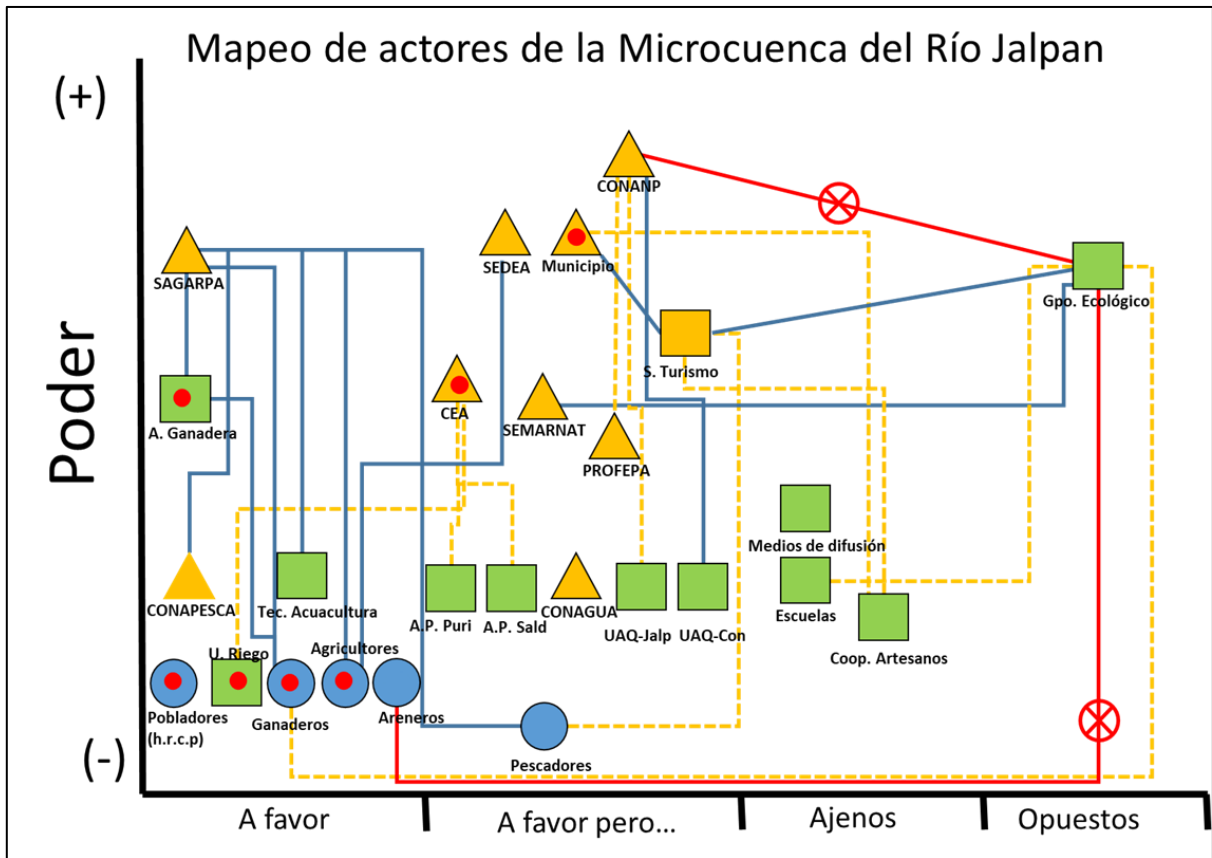 Mapeo de actores de la Microcuenca del Río Jalpan
(+)
Poder
(-)
CONANP
SAGARPA
SEDEA
Municipio
Gpo. Ecológico
S. Turismo
A. Ganadera
CEA
SEMARNAT
PROFEPA
Medios de difusión
CONAPESCA
Tec. Acuacultura
A.P. Puri
A.P. Sald
CONAGUA
UAQ-Jalp
UAQ-Con
Escuelas
Coop. Artesanos
U. Riego
Agricultores
Pobladores
(h.r.c.p)
Ganaderos
Areneros
Pescadores
A favor
A favor pero...
Ajenos
Opuestos